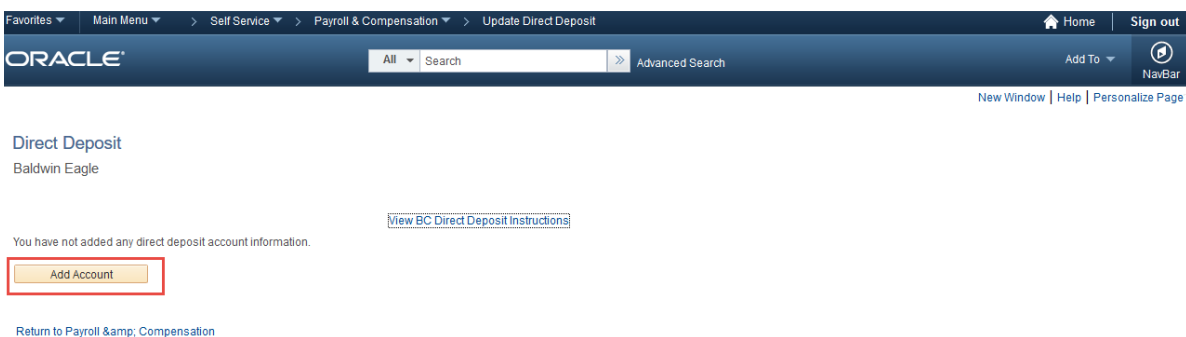 Favorites Main Menu > Self Service > Payroll & Compensation > Update Direct Deposit Home Sign out
ORACLE All Search Advanced Search Add To NavBar
New Window | Help | Personalize Page
Direct Deposit
Baldwin Eagle
View BC Direct Deposit Instructions
You have not added any direct deposit account information.
Add Account
Return to Payroll &amp; Compensation